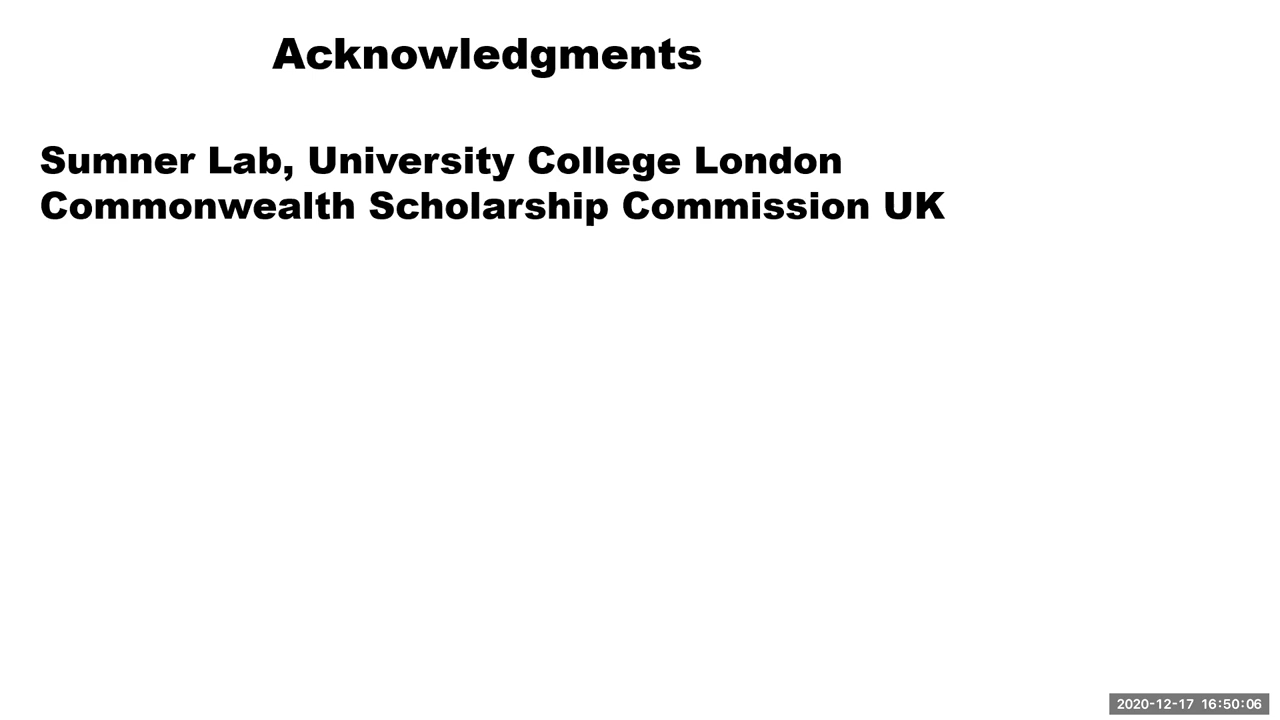 Acknowledgments
Sumner Lab, University College London
Commonwealth Scholarship Commission UK
2020-12-17 16:50:06